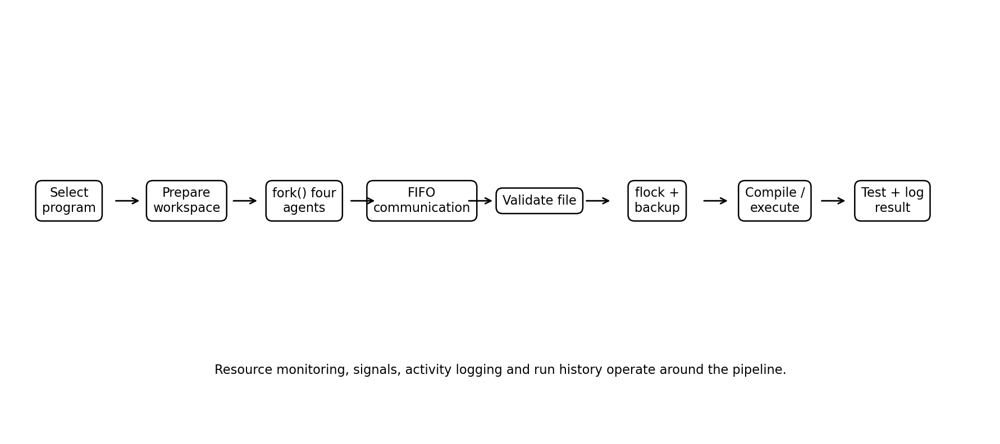 Select
program
Prepare
workspace
fork() four
agents
FIFO
communication
Validate file
flock +
backup
Compile /
execute
Test + log
result
Resource monitoring, signals, activity logging and run history operate around the pipeline.